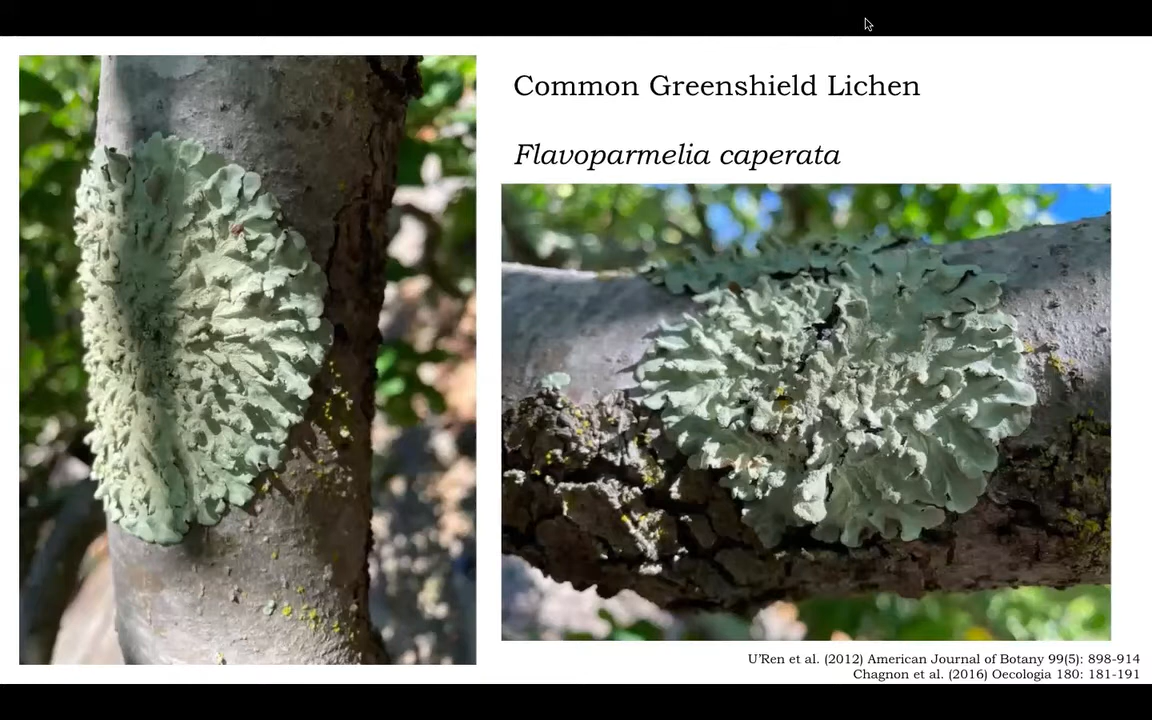 Common Greenshield Lichen
Flavoparmelia caperata
U'Ren et al. (2012) American Journal of Botany 99(5): 898-914
Chagnon et al. (2016) Oecologia 180: 181-191